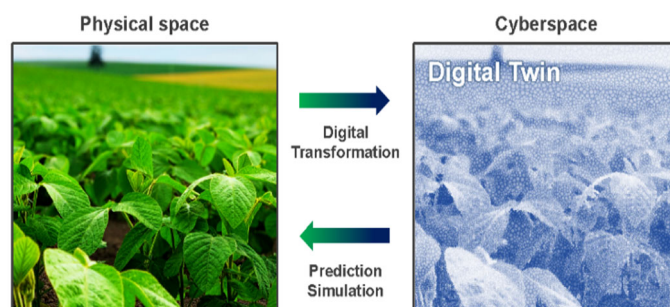 Physical space
Cyberspace
Digital Twin
Digital
Transformation
Prediction
Simulation